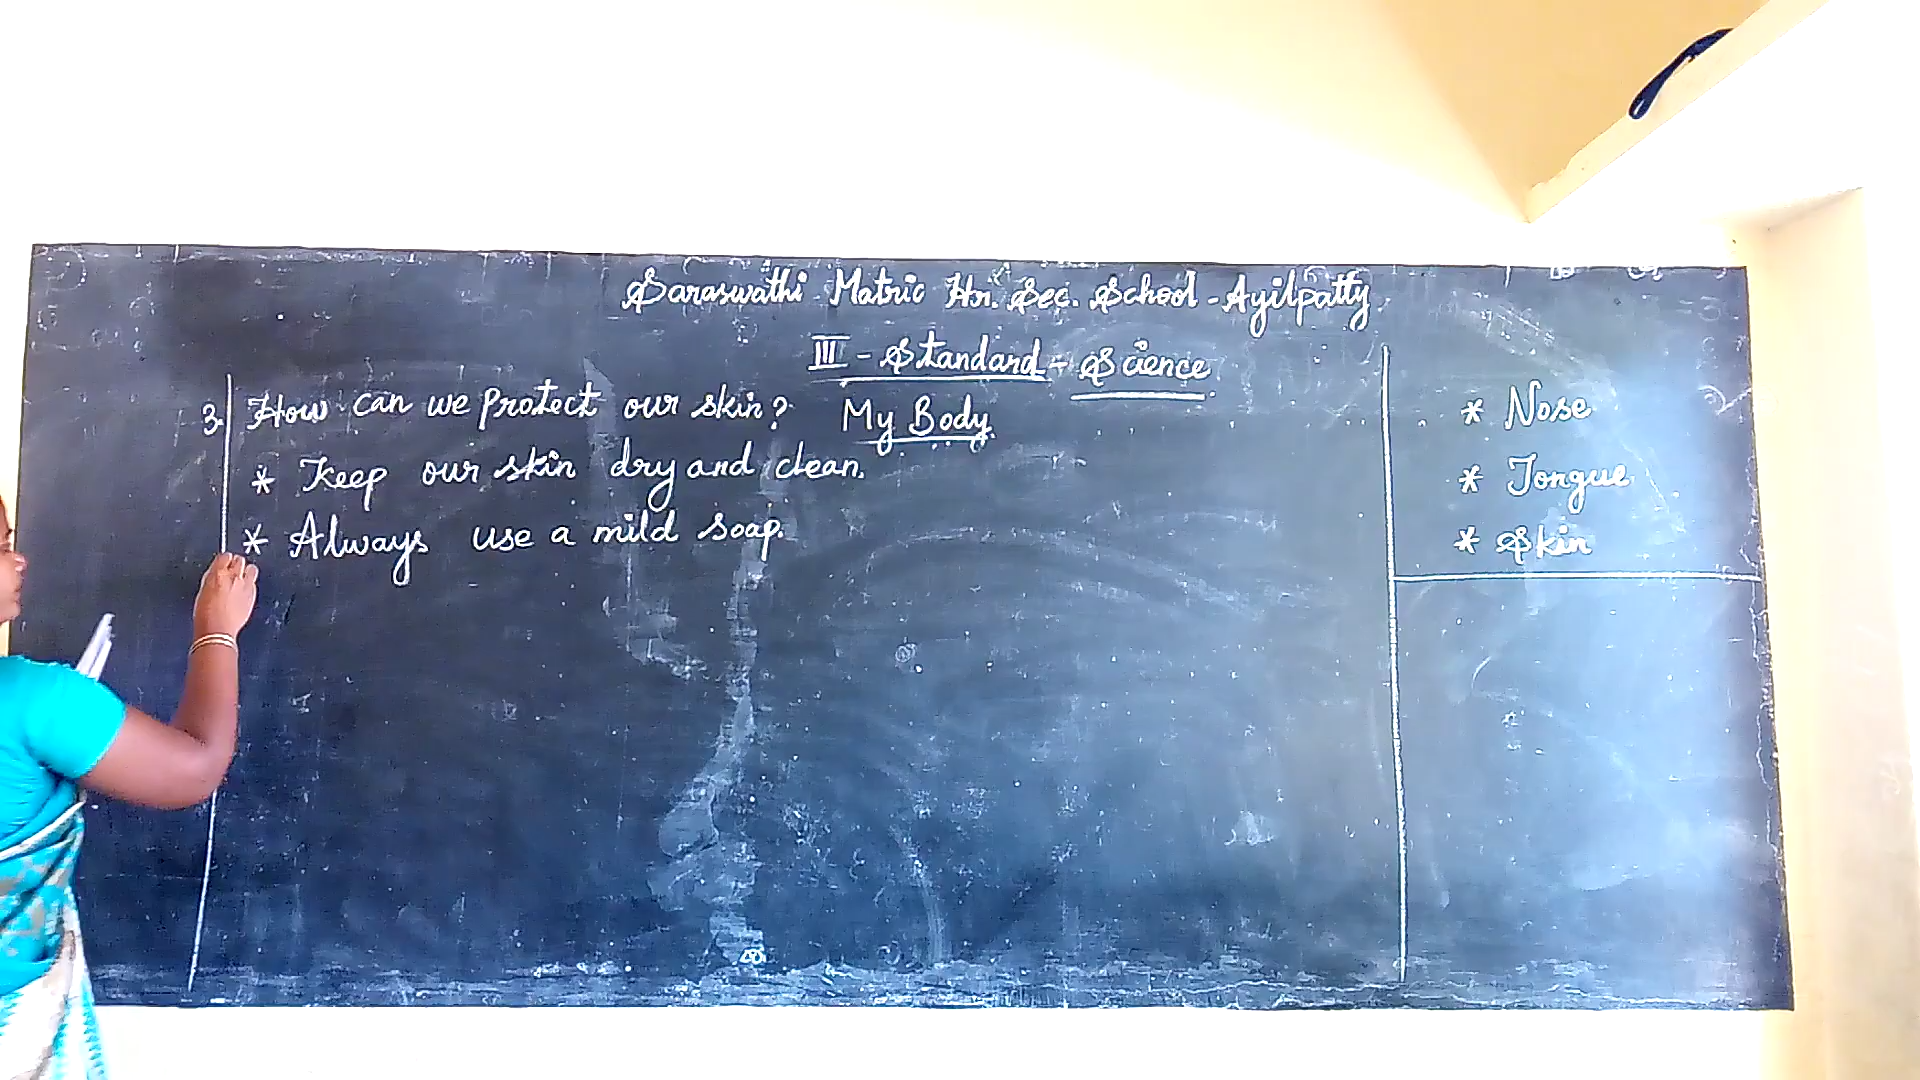 Saraswathi Matric Hr. Sec. School - Ayilpatty
III - Standard - Science
My Body
3. How can we protect our skin?
* Keep our skin dry and clean.
* Always use a mild soap.
* Nose
* Tongue
* Skin